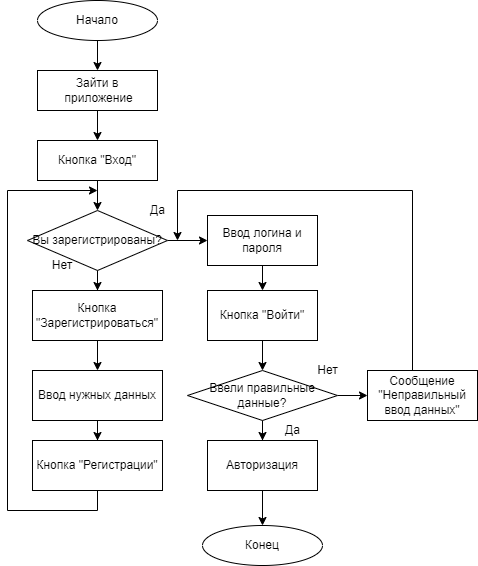 Начало
Зайти в
приложение
Кнопка "Вход"
Да
Вы зарегистрированы?
Ввод логина и
пароля
Нет
Кнопка
"Зарегистрироваться"
Кнопка "Войти"
Нет
Ввод нужных данных
Ввели правильные
данные?
Сообщение
"Неправильный
ввод данных"
Да
Кнопка "Регистрации"
Авторизация
Конец